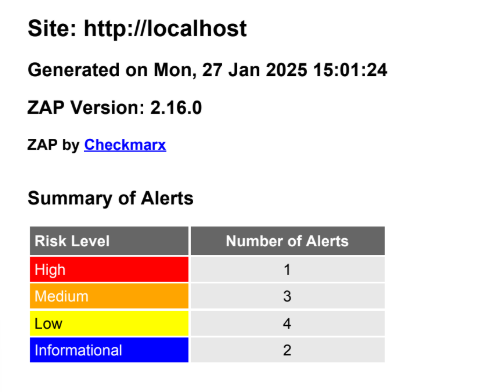 Site: http://localhost
Generated on Mon, 27 Jan 2025 15:01:24
ZAP Version: 2.16.0
ZAP by Checkmarx
Summary of Alerts
Risk Level Number of Alerts
High 1
Medium 3
Low 4
Informational 2